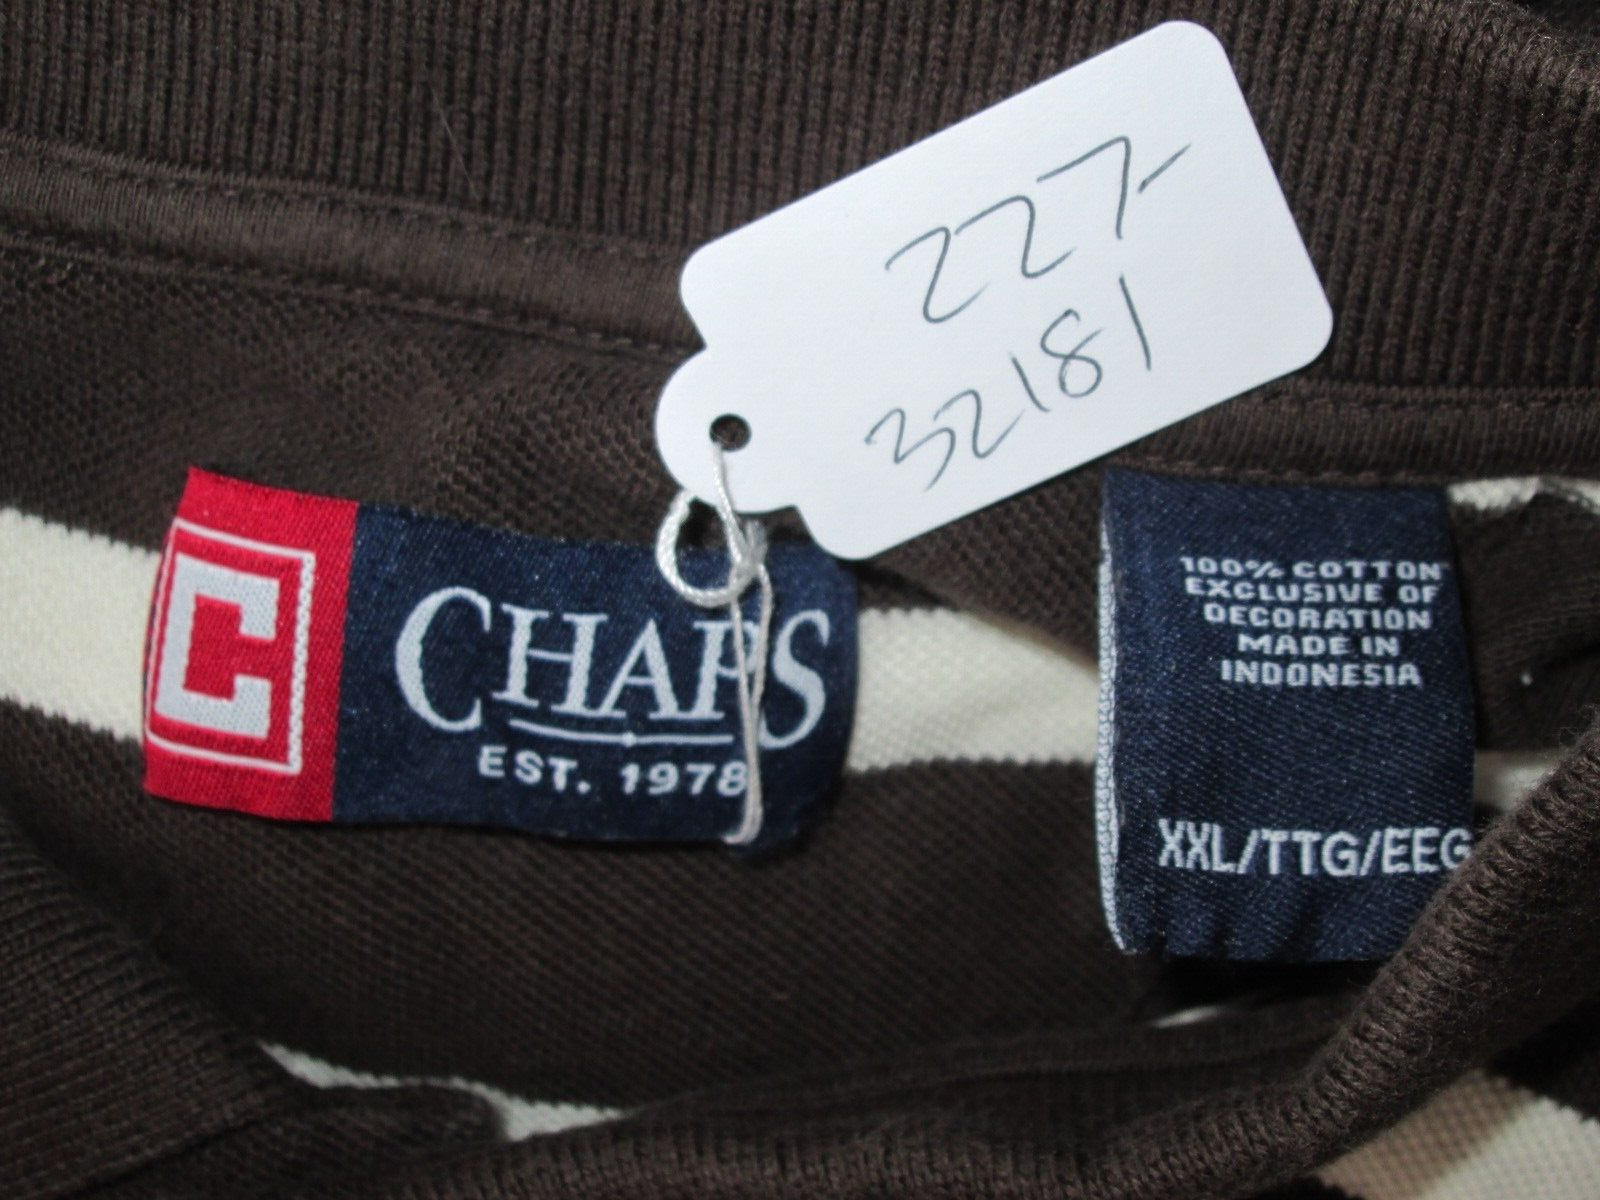 227-
32181
C
CHAPS
EST. 1978
100% COTTON
EXCLUSIVE OF
DECORATION
MADE IN
INDONESIA
XXL/TTG/EEG